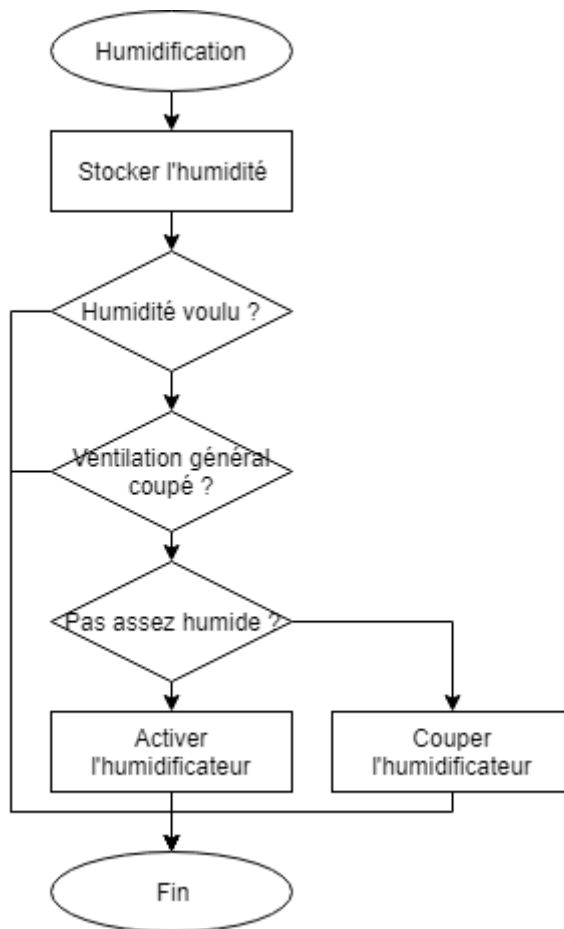 Humidification
Stocker l'humidité
Humidité voulu ?
Ventilation général
coupé ?
Pas assez humide ?
Activer
l'humidificateur
Couper
l'humidificateur
Fin